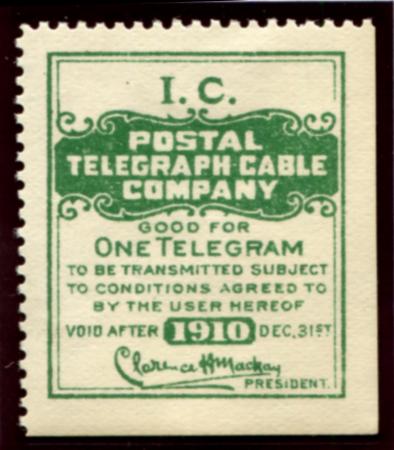 I. C.
POSTAL
TELEGRAPH-CABLE
COMPANY
GOOD FOR
ONE TELEGRAM
TO BE TRANSMITTED SUBJECT
TO CONDITIONS AGREED TO
BY THE USER HEREOF
VOID AFTER 1910 DEC. 31ST
Clarence H Mackay
PRESIDENT.